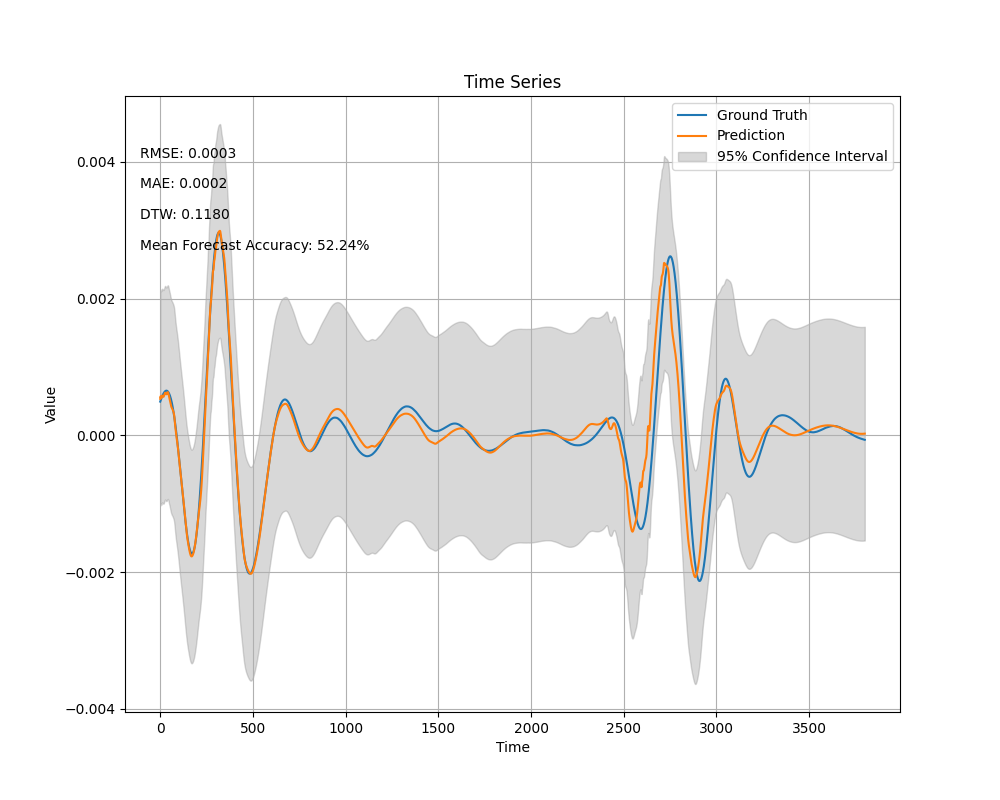 Time Series
Ground Truth
Prediction
95% Confidence Interval
RMSE: 0.0003
MAE: 0.0002
DTW: 0.1180
Mean Forecast Accuracy: 52.24%
Value
0.004
0.002
0.000
−0.002
−0.004
0 500 1000 1500 2000 2500 3000 3500
Time